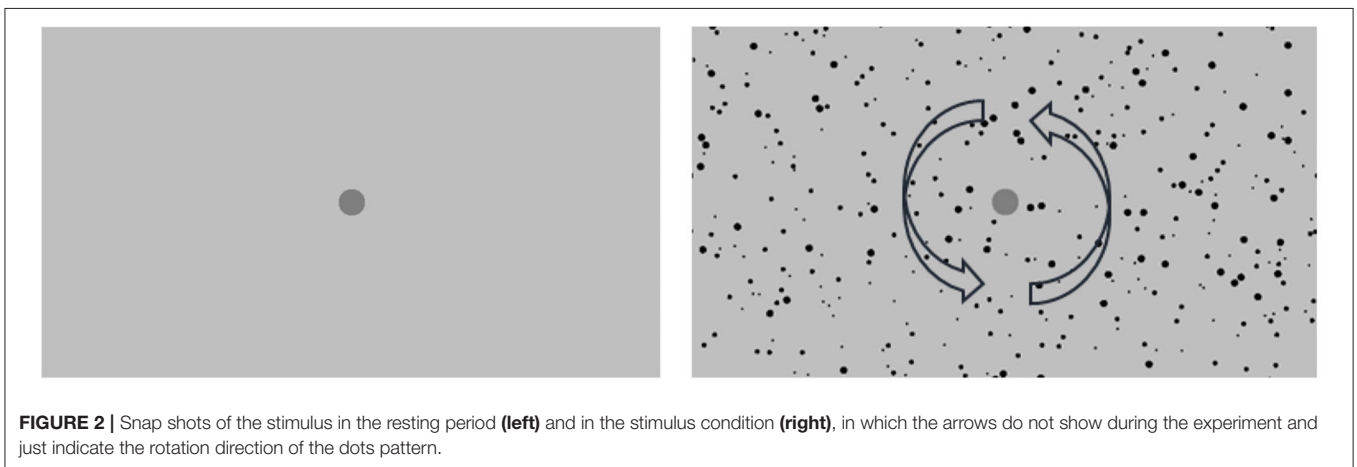 FIGURE 2 | Snap shots of the stimulus in the resting period (left) and in the stimulus condition (right), in which the arrows do not show during the experiment and
just indicate the rotation direction of the dots pattern.